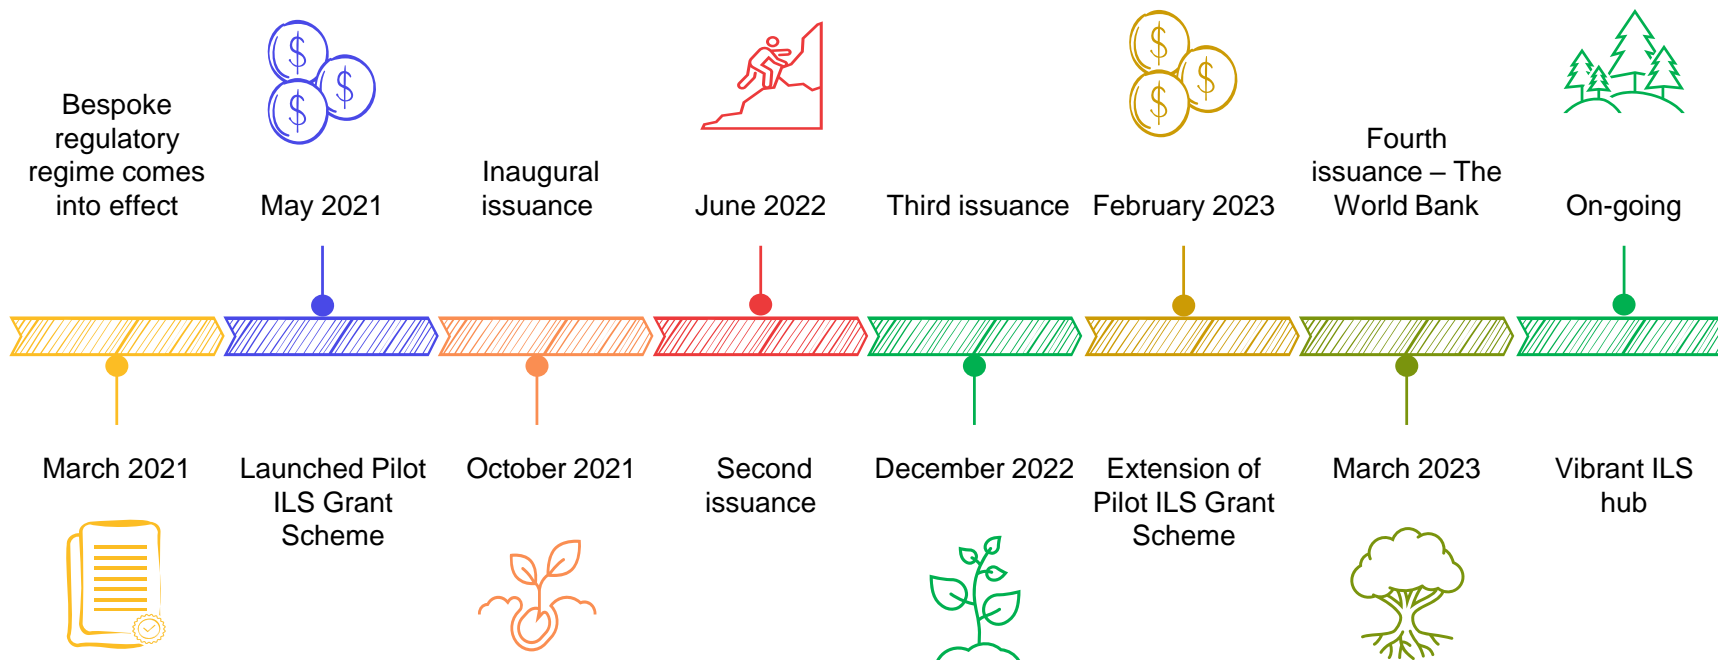 Bespoke
regulatory
regime comes
into effect
March 2021
May 2021
Launched Pilot
ILS Grant
Scheme
Inaugural
issuance
October 2021
June 2022
Second
issuance
Third issuance
December 2022
February 2023
Extension of
Pilot ILS Grant
Scheme
Fourth
issuance – The
World Bank
March 2023
On-going
Vibrant ILS
hub
$
$
$
$
$
$